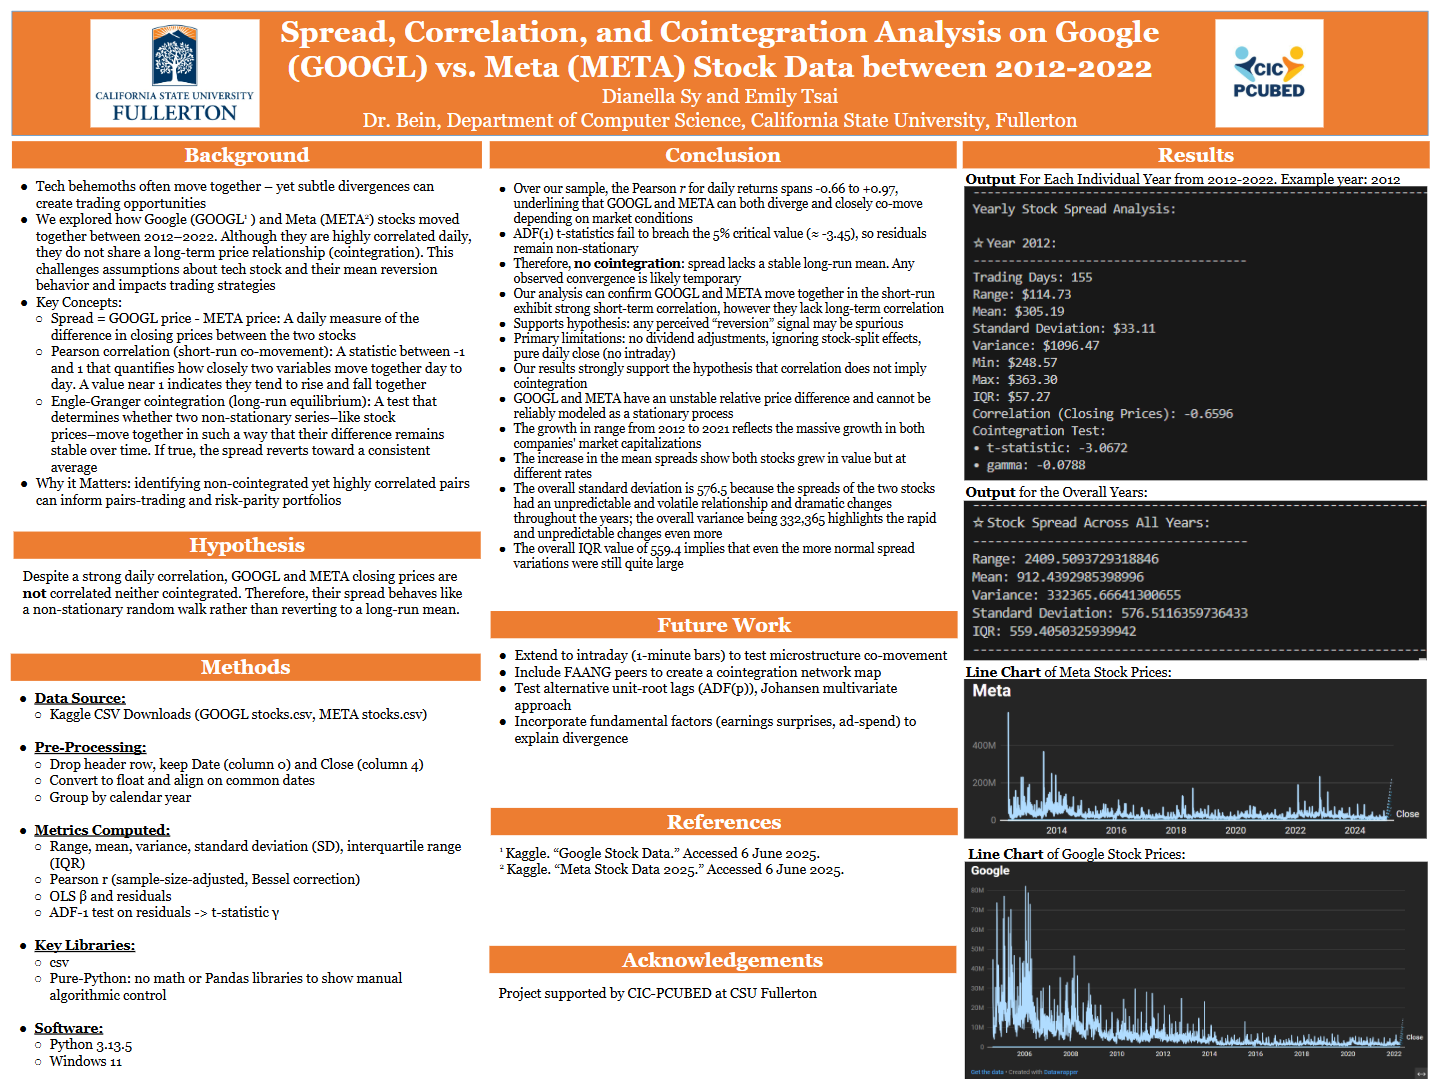 Spread, Correlation, and Cointegration Analysis on Google
(GOOGL) vs. Meta (META) Stock Data between 2012-2022
Dianella Sy and Emily Tsai
Dr. Bein, Department of Computer Science, California State University, Fullerton
CALIFORNIA STATE UNIVERSITY
FULLERTON
CIC
PCUBED
Background
● Tech behemoths often move together – yet subtle divergences can
create trading opportunities
● We explored how Google (GOOGL¹ ) and Meta (META²) stocks moved
together between 2012–2022. Although they are highly correlated daily,
they do not share a long-term price relationship (cointegration). This
challenges assumptions about tech stock and their mean reversion
behavior and impacts trading strategies
● Key Concepts:
○ Spread = GOOGL price - META price: A daily measure of the
difference in closing prices between the two stocks
○ Pearson correlation (short-run co-movement): A statistic between -1
and 1 that quantifies how closely two variables move together day to
day. A value near 1 indicates they tend to rise and fall together
○ Engle-Granger cointegration (long-run equilibrium): A test that
determines whether two non-stationary series–like stock
prices–move together in such a way that their difference remains
stable over time. If true, the spread reverts toward a consistent
average
● Why it Matters: identifying non-cointegrated yet highly correlated pairs
can inform pairs-trading and risk-parity portfolios
Hypothesis
Despite a strong daily correlation, GOOGL and META closing prices are
not correlated neither cointegrated. Therefore, their spread behaves like
a non-stationary random walk rather than reverting to a long-run mean.
Methods
● Data Source:
○ Kaggle CSV Downloads (GOOGL stocks.csv, META stocks.csv)
● Pre-Processing:
○ Drop header row, keep Date (column 0) and Close (column 4)
○ Convert to float and align on common dates
○ Group by calendar year
● Metrics Computed:
○ Range, mean, variance, standard deviation (SD), interquartile range
(IQR)
○ Pearson r (sample-size-adjusted, Bessel correction)
○ OLS β and residuals
○ ADF-1 test on residuals -> t-statistic γ
● Key Libraries:
○ csv
○ Pure-Python: no math or Pandas libraries to show manual
algorithmic control
● Software:
○ Python 3.13.5
○ Windows 11
Conclusion
● Over our sample, the Pearson r for daily returns spans -0.66 to +0.97,
underlining that GOOGL and META can both diverge and closely co-move
depending on market conditions
● ADF(1) t-statistics fail to breach the 5% critical value (≈ -3.45), so residuals
remain non-stationary
● Therefore, no cointegration: spread lacks a stable long-run mean. Any
observed convergence is likely temporary
● Our analysis can confirm GOOGL and META move together in the short-run
exhibit strong short-term correlation, however they lack long-term correlation
● Supports hypothesis: any perceived “reversion” signal may be spurious
● Primary limitations: no dividend adjustments, ignoring stock-split effects,
pure daily close (no intraday)
● Our results strongly support the hypothesis that correlation does not imply
cointegration
● GOOGL and META have an unstable relative price difference and cannot be
reliably modeled as a stationary process
● The growth in range from 2012 to 2021 reflects the massive growth in both
companies' market capitalizations
● The increase in the mean spreads show both stocks grew in value but at
different rates
● The overall standard deviation is 576.5 because the spreads of the two stocks
had an unpredictable and volatile relationship and dramatic changes
throughout the years; the overall variance being 332,365 highlights the rapid
and unpredictable changes even more
● The overall IQR value of 559.4 implies that even the more normal spread
variations were still quite large
Future Work
● Extend to intraday (1-minute bars) to test microstructure co-movement
● Include FAANG peers to create a cointegration network map
● Test alternative unit-root lags (ADF(p)), Johansen multivariate
approach
● Incorporate fundamental factors (earnings surprises, ad-spend) to
explain divergence
References
¹ Kaggle. “Google Stock Data.” Accessed 6 June 2025.
² Kaggle. “Meta Stock Data 2025.” Accessed 6 June 2025.
Acknowledgements
Project supported by CIC-PCUBED at CSU Fullerton
Results
Output For Each Individual Year from 2012-2022. Example year: 2012
Yearly Stock Spread Analysis:
☆ Year 2012:
-------------------------------------
Trading Days: 155
Range: $114.73
Mean: $305.19
Standard Deviation: $33.11
Variance: $1096.47
Min: $248.57
Max: $363.30
IQR: $57.27
Correlation (Closing Prices): -0.6596
Cointegration Test:
• t-statistic: -3.0672
• gamma: -0.0788
Output for the Overall Years:
☆ Stock Spread Across All Years:
-------------------------------------
Range: 2409.5093729318846
Mean: 912.4392985398996
Variance: 332365.66641300655
Standard Deviation: 576.5116359736433
IQR: 559.4050325939942
Line Chart of Meta Stock Prices:
Meta
400M
200M
0
Close
2014 2016 2018 2020 2022 2024
Line Chart of Google Stock Prices:
Google
80M
70M
60M
50M
40M
30M
20M
10M
0
Close
2006 2008 2010 2012 2014 2016 2018 2020 2022
Get the data • Created with Datawrapper